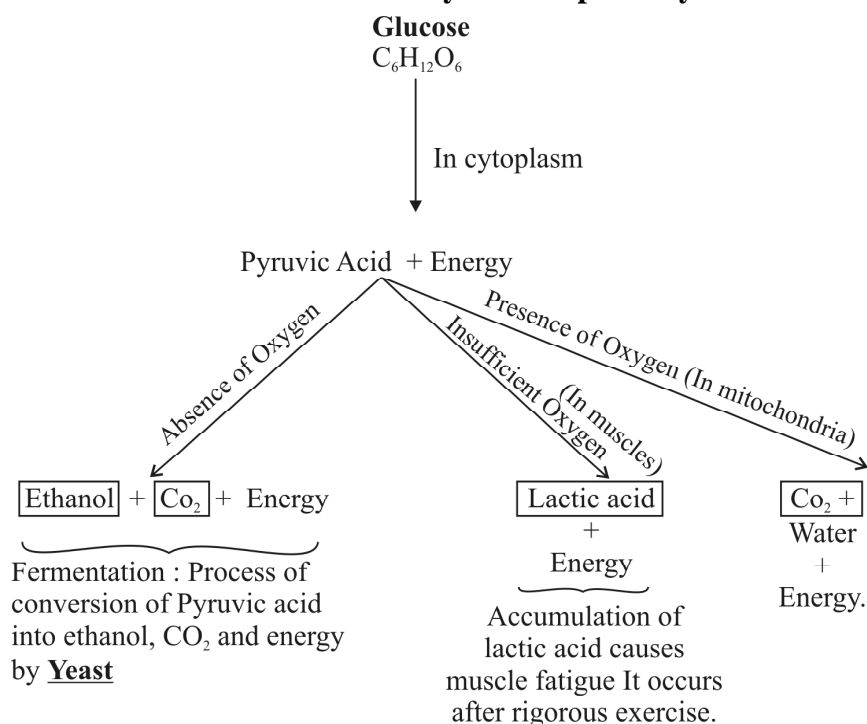 Glucose
C₆H₁₂O₆
In cytoplasm
Pyruvic Acid + Energy
Absence of Oxygen
Insufficient Oxygen
(In muscles)
Presence of Oxygen (In mitochondria)
Ethanol + Co₂ + Energy
Lactic acid
+
Energy
Co₂ +
Water
+
Energy.
Fermentation : Process of
conversion of Pyruvic acid
into ethanol, CO₂ and energy
by Yeast
Accumulation of
lactic acid causes
muscle fatigue It occurs
after rigorous exercise.